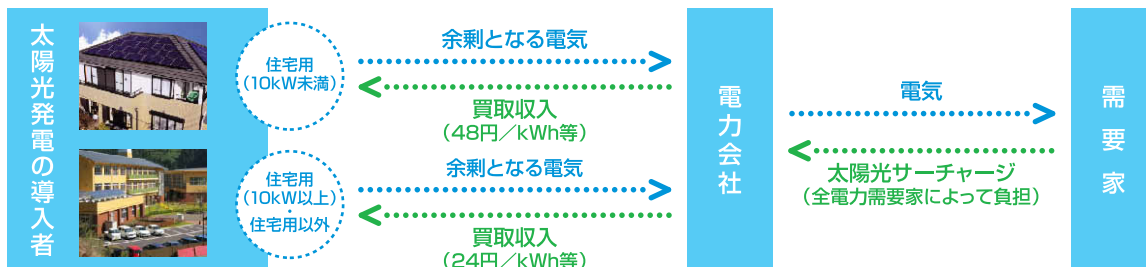 太陽光発電の導入者
住宅用
（10kW未満）
余剰となる電気
買取収入
（48円／kWh等）
住宅用
（10kW以上）
・
住宅用以外
余剰となる電気
買取収入
（24円／kWh等）
電力会社
電気
太陽光サーチャージ
（全電力需要家によって負担）
需要家